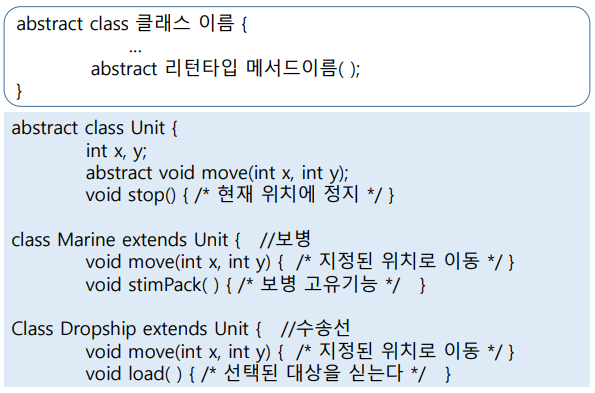 abstract class 클래스 이름 {
...
abstract 리턴타입 메서드이름( );
}
abstract class Unit {
int x, y;
abstract void move(int x, int y);
void stop() { /* 현재 위치에 정지 */ }
class Marine extends Unit { //보병
void move(int x, int y) { /* 지정된 위치로 이동 */ }
void stimPack( ) { /* 보병 고유기능 */ }
Class Dropship extends Unit { //수송선
void move(int x, int y) { /* 지정된 위치로 이동 */ }
void load( ) { /* 선택된 대상을 싣는다 */ }